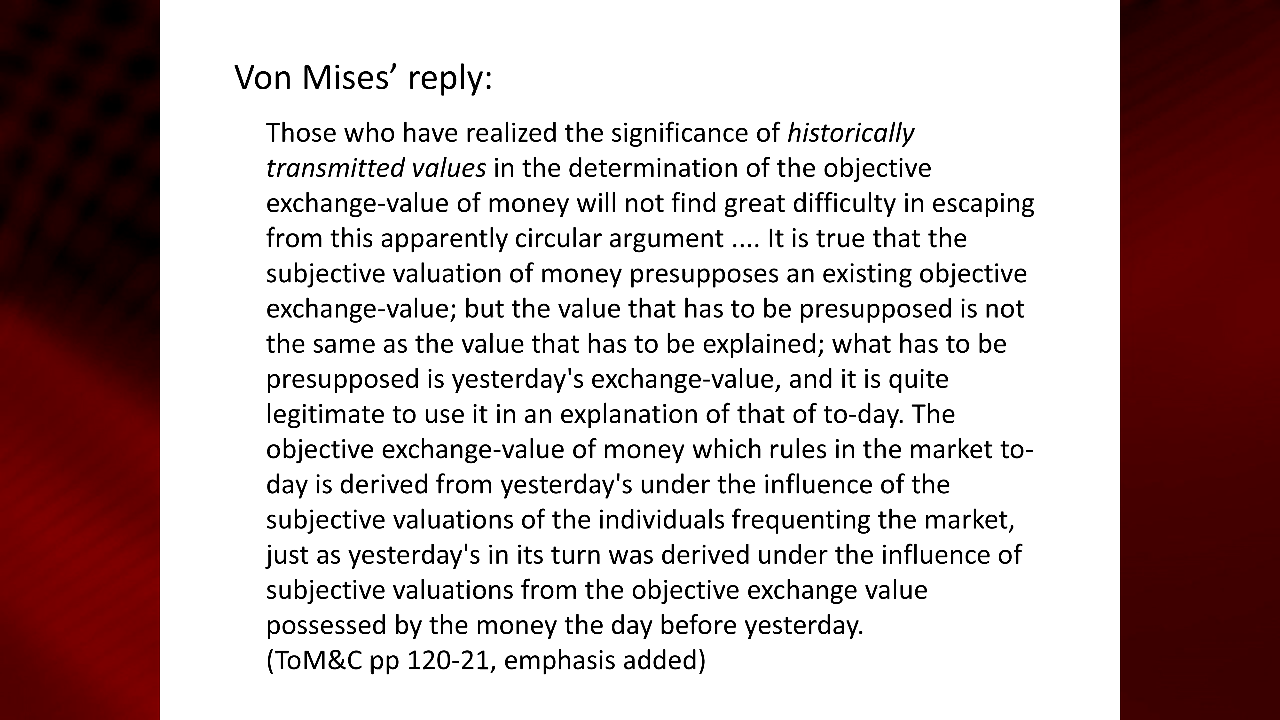 Von Mises’ reply:
Those who have realized the significance of historically
transmitted values in the determination of the objective
exchange-value of money will not find great difficulty in escaping
from this apparently circular argument .... It is true that the
subjective valuation of money presupposes an existing objective
exchange-value; but the value that has to be presupposed is not
the same as the value that has to be explained; what has to be
presupposed is yesterday's exchange-value, and it is quite
legitimate to use it in an explanation of that of to-day. The
objective exchange-value of money which rules in the market to-
day is derived from yesterday's under the influence of the
subjective valuations of the individuals frequenting the market,
just as yesterday's in its turn was derived under the influence of
subjective valuations from the objective exchange value
possessed by the money the day before yesterday.
(ToM&C pp 120-21, emphasis added)